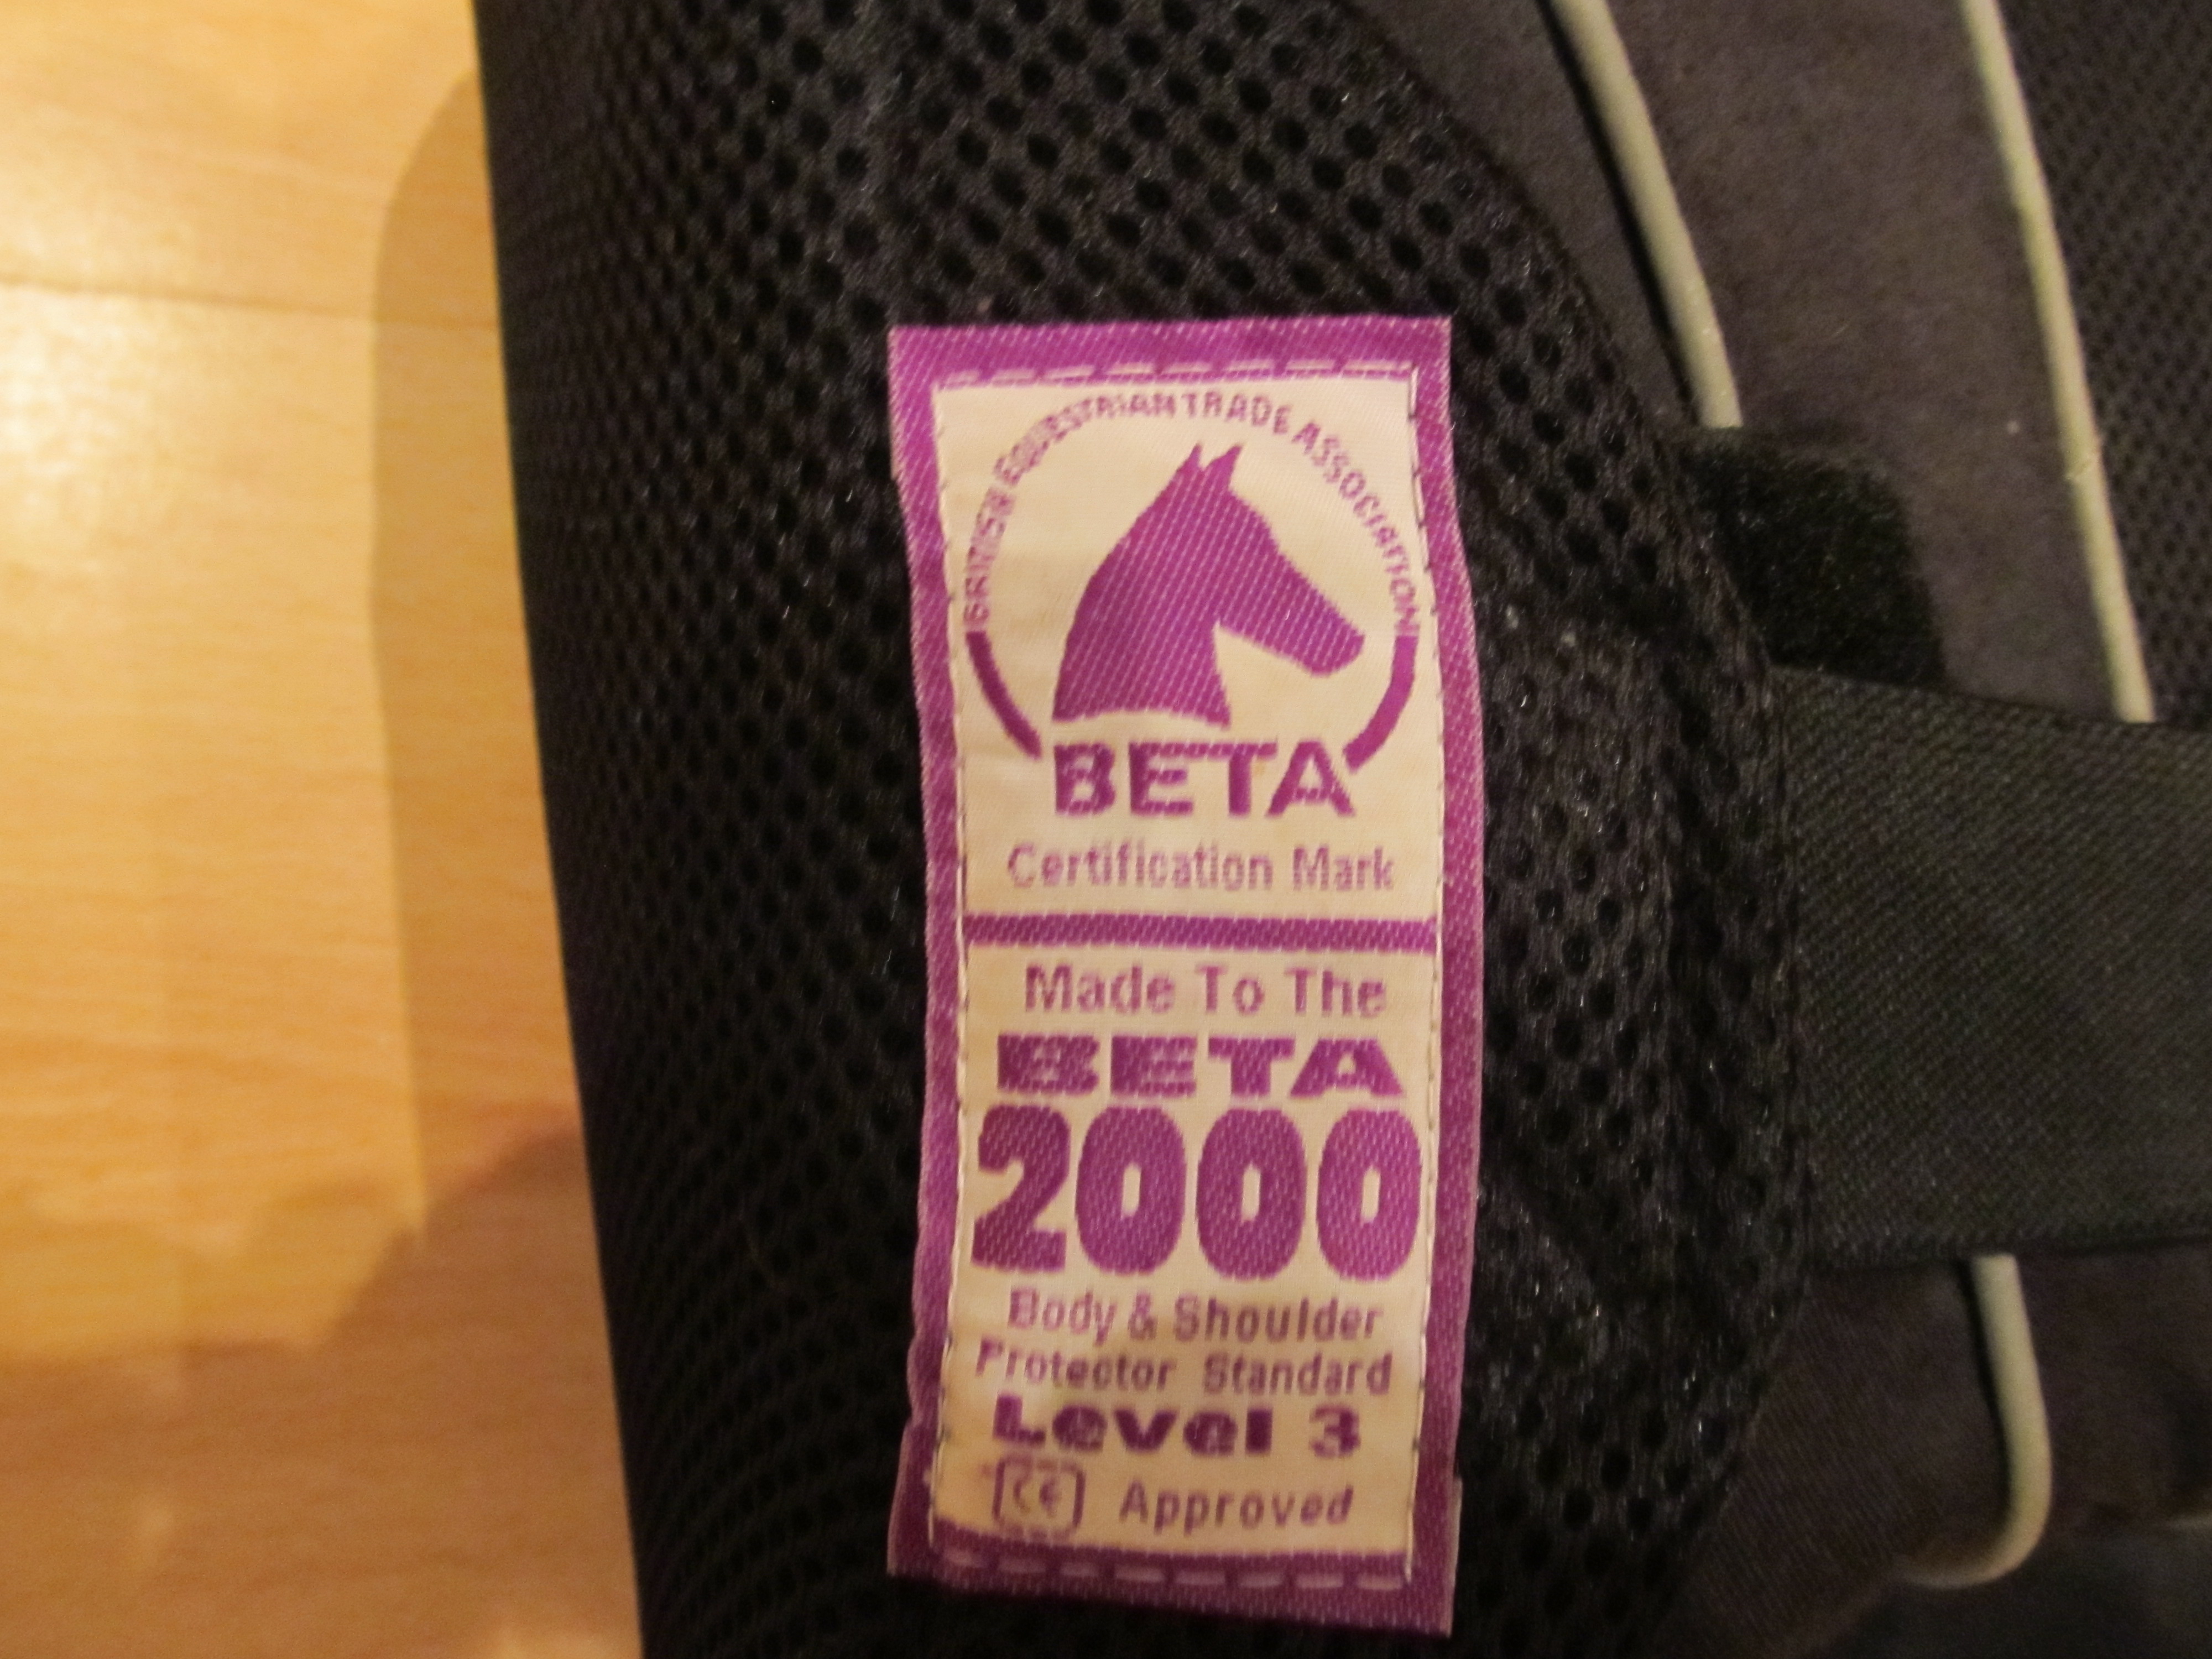 BRITISH EQUESTRIAN TRADE ASSOCIATION
BETA
Certification Mark
Made To The
BETA
2000
Body & Shoulder
Protector Standard
Level 3
CE Approved